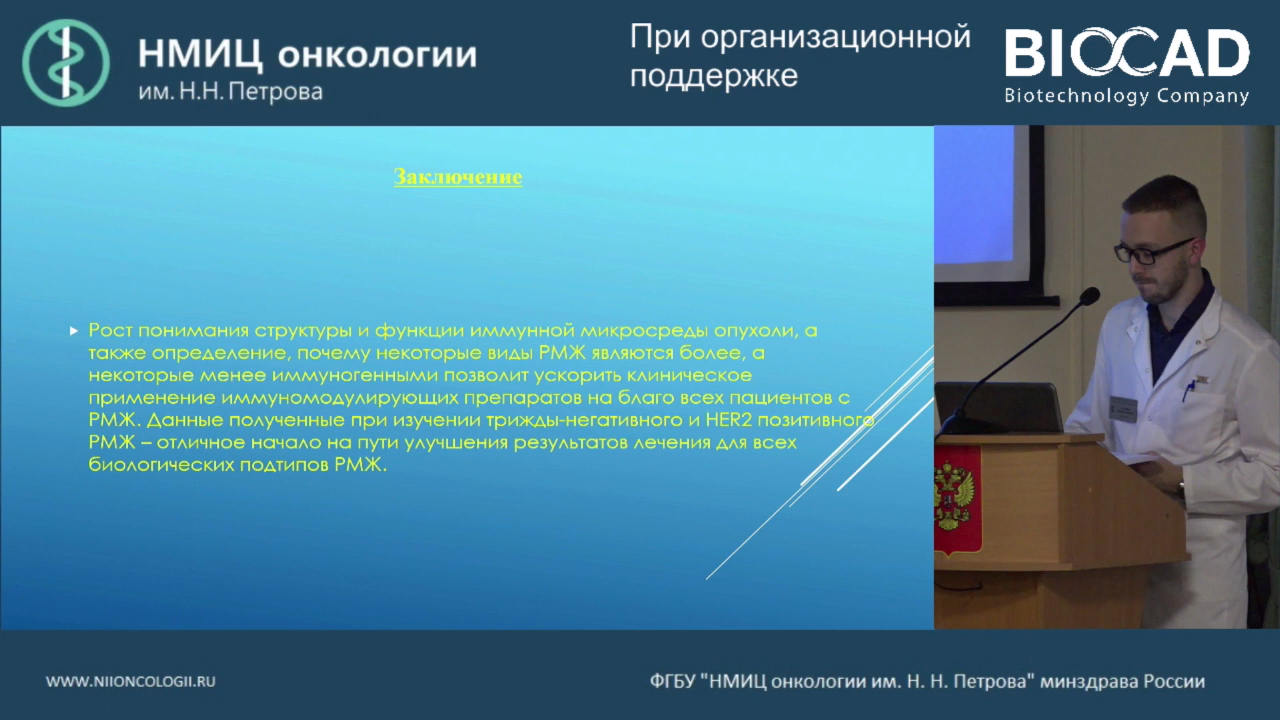 НМИЦ онкологии
им. Н.Н. Петрова
При организационной
поддержке
BIOCAD
Biotechnology Company
Заключение
Рост понимания структуры и функции иммунной микросреды опухоли, а
также определение, почему некоторые виды РМЖ являются более, а
некоторые менее иммуногенными позволит ускорить клиническое
применение иммуномодулирующих препаратов на благо всех пациентов с
РМЖ. Данные полученные при изучении трижды-негативного и HER2 позитивного
РМЖ – отличное начало на пути улучшения результатов лечения для всех
биологических подтипов РМЖ.
WWW.NIIONCOLOGII.RU
ФГБУ "НМИЦ онкологии им. Н. Н. Петрова" минздрава России